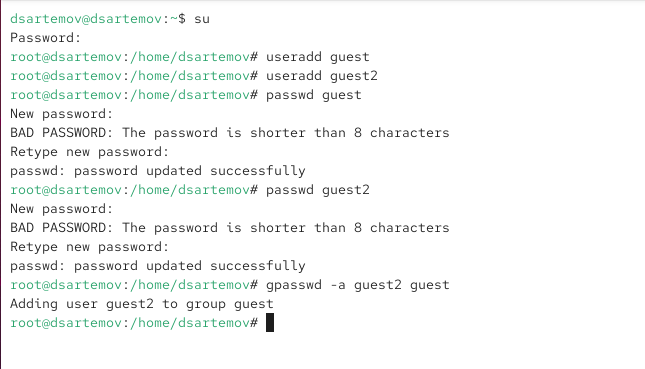 dsartemov@dsartemov:~$ su
Password:
root@dsartemov:/home/dsartemov# useradd guest
root@dsartemov:/home/dsartemov# useradd guest2
root@dsartemov:/home/dsartemov# passwd guest
New password:
BAD PASSWORD: The password is shorter than 8 characters
Retype new password:
passwd: password updated successfully
root@dsartemov:/home/dsartemov# passwd guest2
New password:
BAD PASSWORD: The password is shorter than 8 characters
Retype new password:
passwd: password updated successfully
root@dsartemov:/home/dsartemov# gpasswd -a guest2 guest
Adding user guest2 to group guest
root@dsartemov:/home/dsartemov#